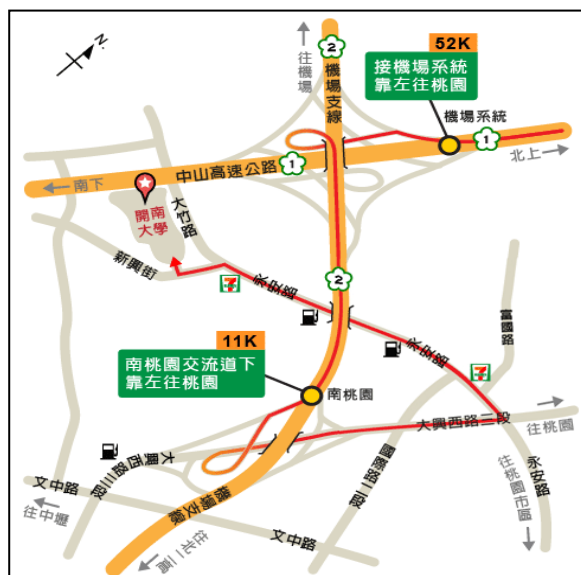 N.
往機場
2
機場支線
52K
接機場系統
靠左往桃園
機場系統
1
北上
中山高速公路
1
南下
開南
大學
大竹路
新興街
7-ELEVEN
永安路
2
富國路
11K
南桃園交流道下
靠左往桃園
永安路
7-ELEVEN
南桃園
大興西路二段
往桃園
大興西路三段
國際路二段
永安路
往桃園市區
文中路
往中壢
機場支線
文中路
往北二高